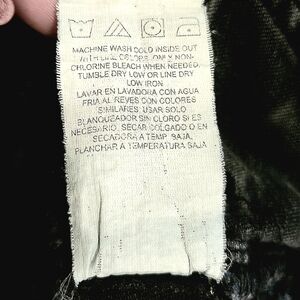 MACHINE WASH COLD INSIDE OUT
WITH LIKE COLORS. ONLY NON-
CHLORINE BLEACH WHEN NEEDED.
TUMBLE DRY LOW OR LINE DRY
LOW IRON
LAVAR EN LAVADORA CON AGUA
FRIA AL REVES CON COLORES
SIMILARES. USAR SOLO
BLANQUEADOR SIN CLORO SI ES
NECESARIO. SECAR COLGADO O EN
SECADORA A TEMP. BAJA.
PLANCHAR A TEMPERATURA BAJA